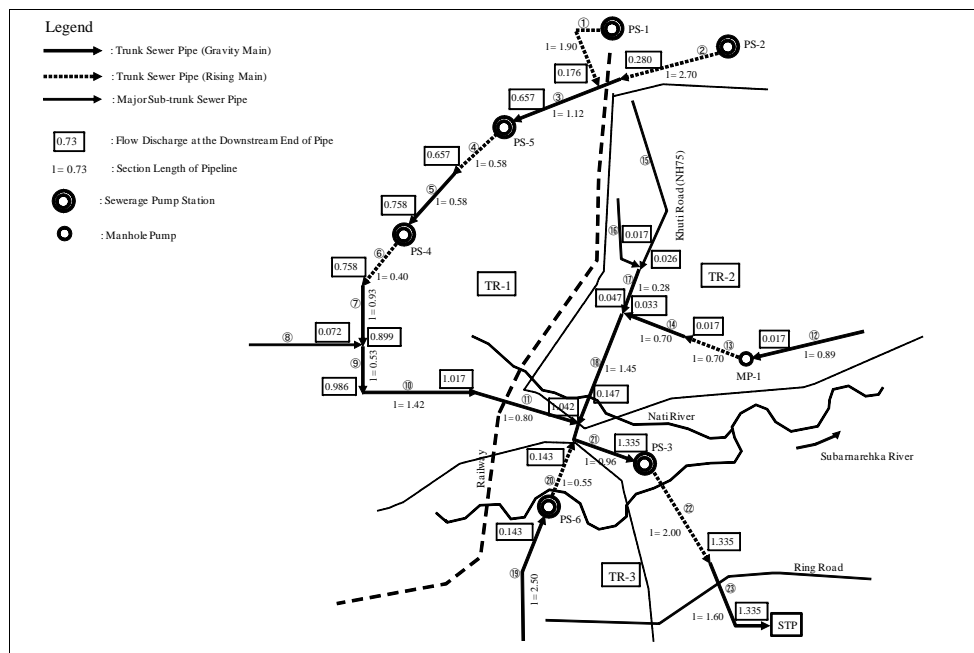 Legend
: Trunk Sewer Pipe (Gravity Main)
: Trunk Sewer Pipe (Rising Main)
: Major Sub-trunk Sewer Pipe
0.73 : Flow Discharge at the Downstream End of Pipe
l = 0.73 : Section Length of Pipeline
: Sewerage Pump Station
: Manhole Pump
① PS-1
l = 1.90
② PS-2
0.280
l = 2.70
0.176
0.657
③
l = 1.12
PS-5
0.657
④
l = 0.58
⑤
l = 0.58
0.758
PS-4
⑥
0.758
l = 0.40
⑦
l = 0.93
⑧
0.072
0.899
⑨
l = 0.53
0.986
⑩
l = 1.42
1.017
⑪
l = 0.80
1.042
TR-1
TR-2
⑮
Khuti Road (NH75)
⑯
0.017
0.026
⑰
l = 0.28
0.047
0.033
⑭
l = 0.70
0.017
⑬
l = 0.70
0.017
⑫
l = 0.89
MP-1
⑱
l = 1.45
0.147
Nati River
Subarnarehka River
㉑
l = 0.96
1.335
PS-3
0.143
⑳
l = 0.55
PS-6
Railway
0.143
⑲
l = 2.50
TR-3
㉒
l = 2.00
1.335
Ring Road
㉓
l = 1.60
1.335
STP